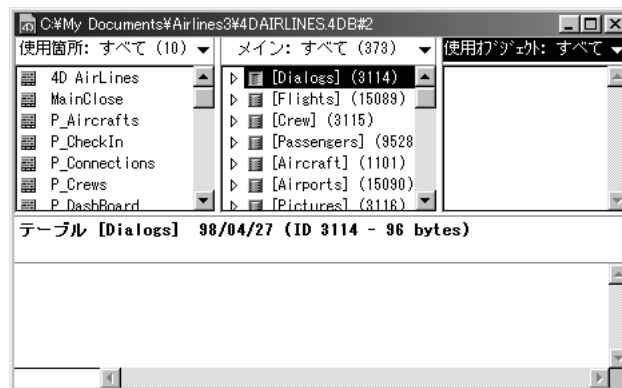 C:¥My Documents¥Airlines3¥4DAIRLINES.4DB#2
使用箇所: すべて (10) メイン: すべて (373) 使用ｵﾌﾞｼﾞｪｸﾄ: すべて
4D AirLines
MainClose
P_Aircrafts
P_CheckIn
P_Connections
P_Crews
P_DashBoard
[Dialogs] (3114)
[Flights] (15089)
[Crew] (3115)
[Passengers] (9528
[Aircraft] (1101)
[Airports] (15090)
[Pictures] (3116)
テーブル [Dialogs] 98/04/27 (ID 3114 - 96 bytes)